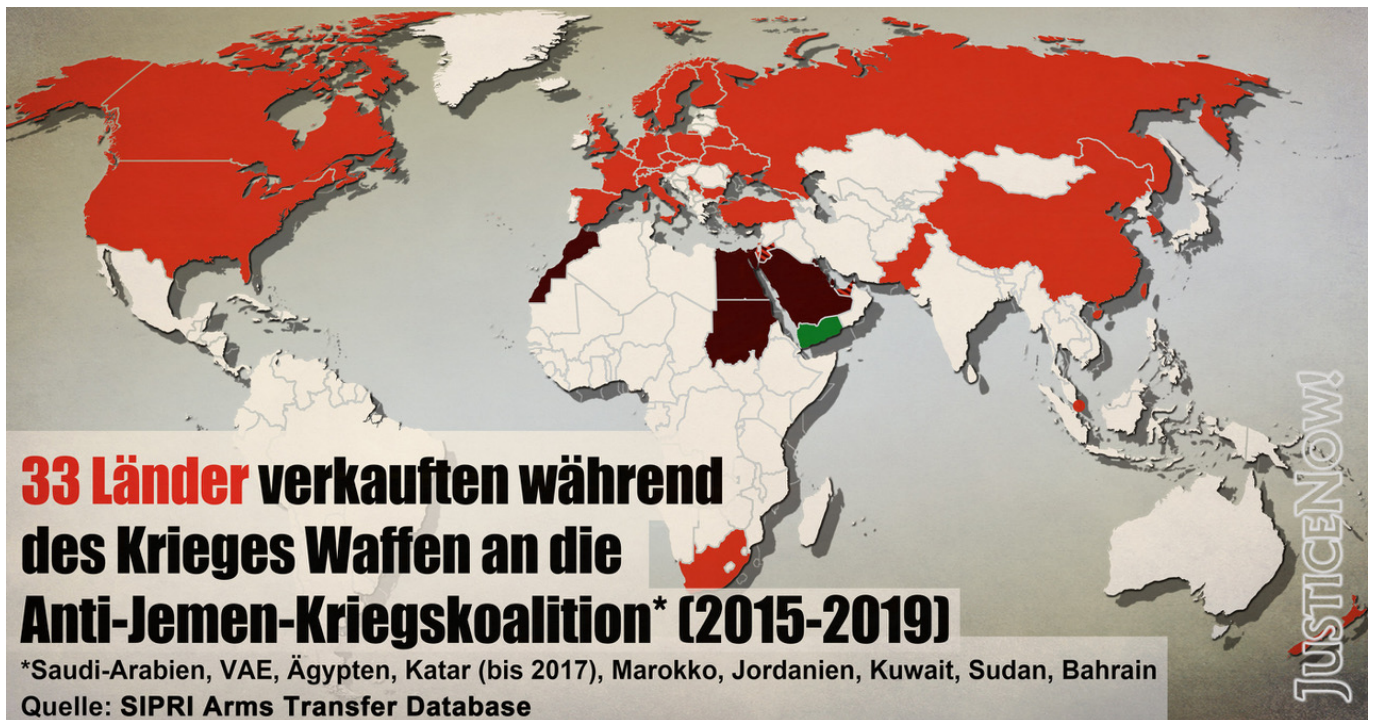 33 Länder verkauften während
des Krieges Waffen an die
Anti-Jemen-Kriegskoalition* (2015-2019)
*Saudi-Arabien, VAE, Ägypten, Katar (bis 2017), Marokko, Jordanien, Kuwait, Sudan, Bahrain
Quelle: SIPRI Arms Transfer Database
JUSTICENOW!